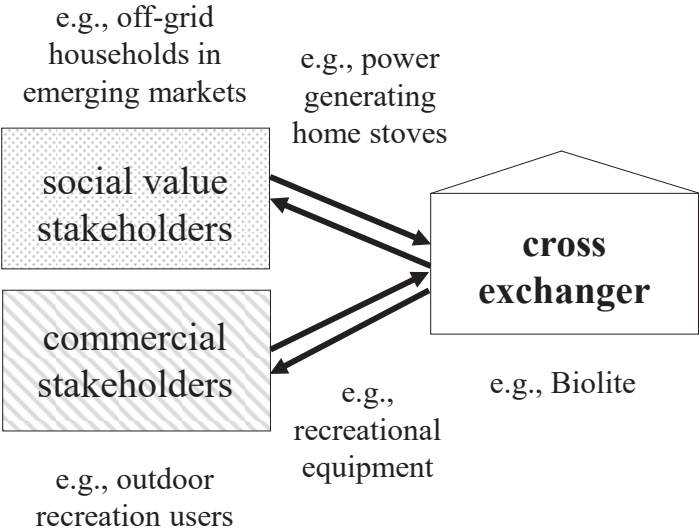 e.g., off-grid
households in
emerging markets
e.g., power
generating
home stoves
social value
stakeholders
cross
exchanger
commercial
stakeholders
e.g., Biolite
e.g.,
recreational
equipment
e.g., outdoor
recreation users